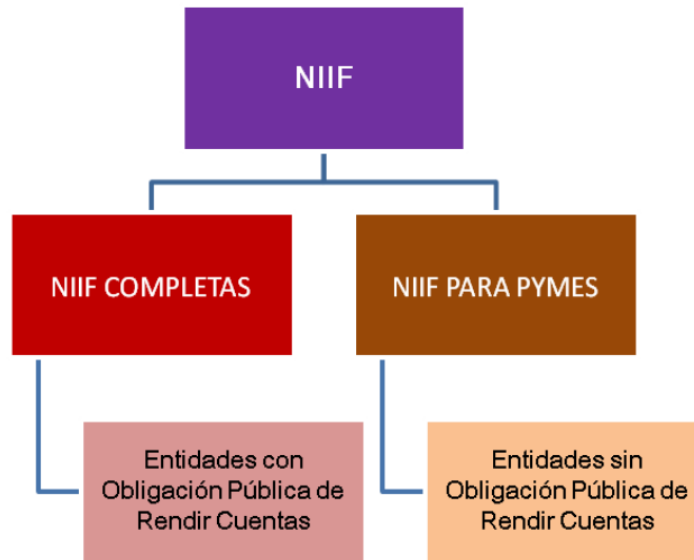 NIIF
NIIF COMPLETAS
NIIF PARA PYMES
Entidades con
Obligación Pública de
Rendir Cuentas
Entidades sin
Obligación Pública de
Rendir Cuentas